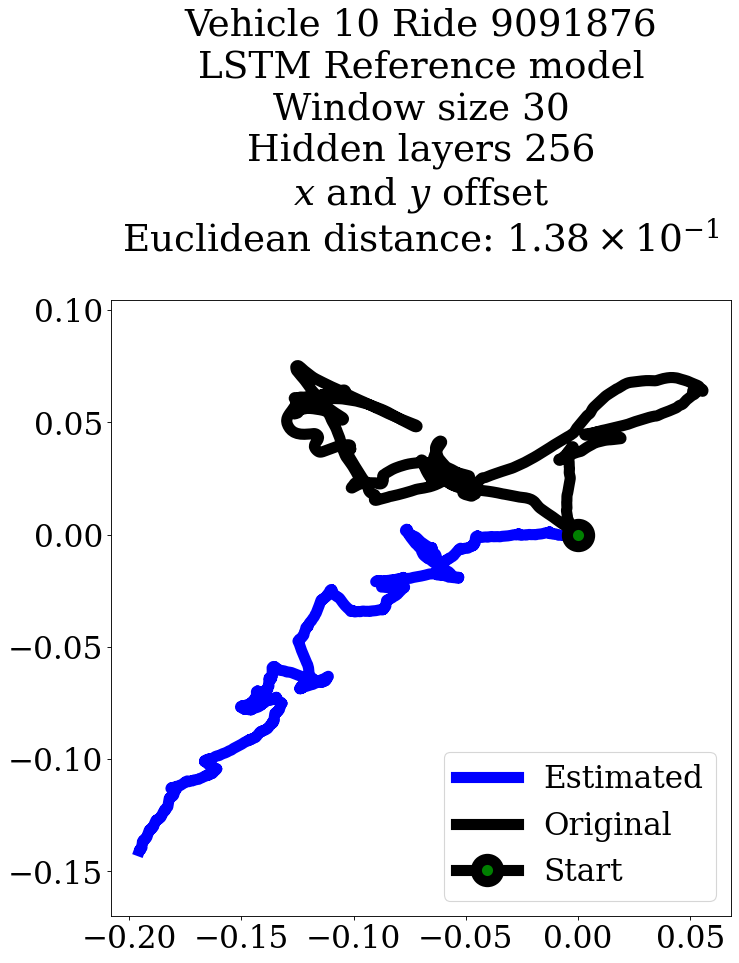 Vehicle 10 Ride 9091876
LSTM Reference model
Window size 30
Hidden layers 256
x and y offset
Euclidean distance: 1.38 × 10⁻¹
0.10
0.05
0.00
−0.05
−0.10
−0.15
Estimated
Original
Start
−0.20 −0.15 −0.10 −0.05 0.00 0.05